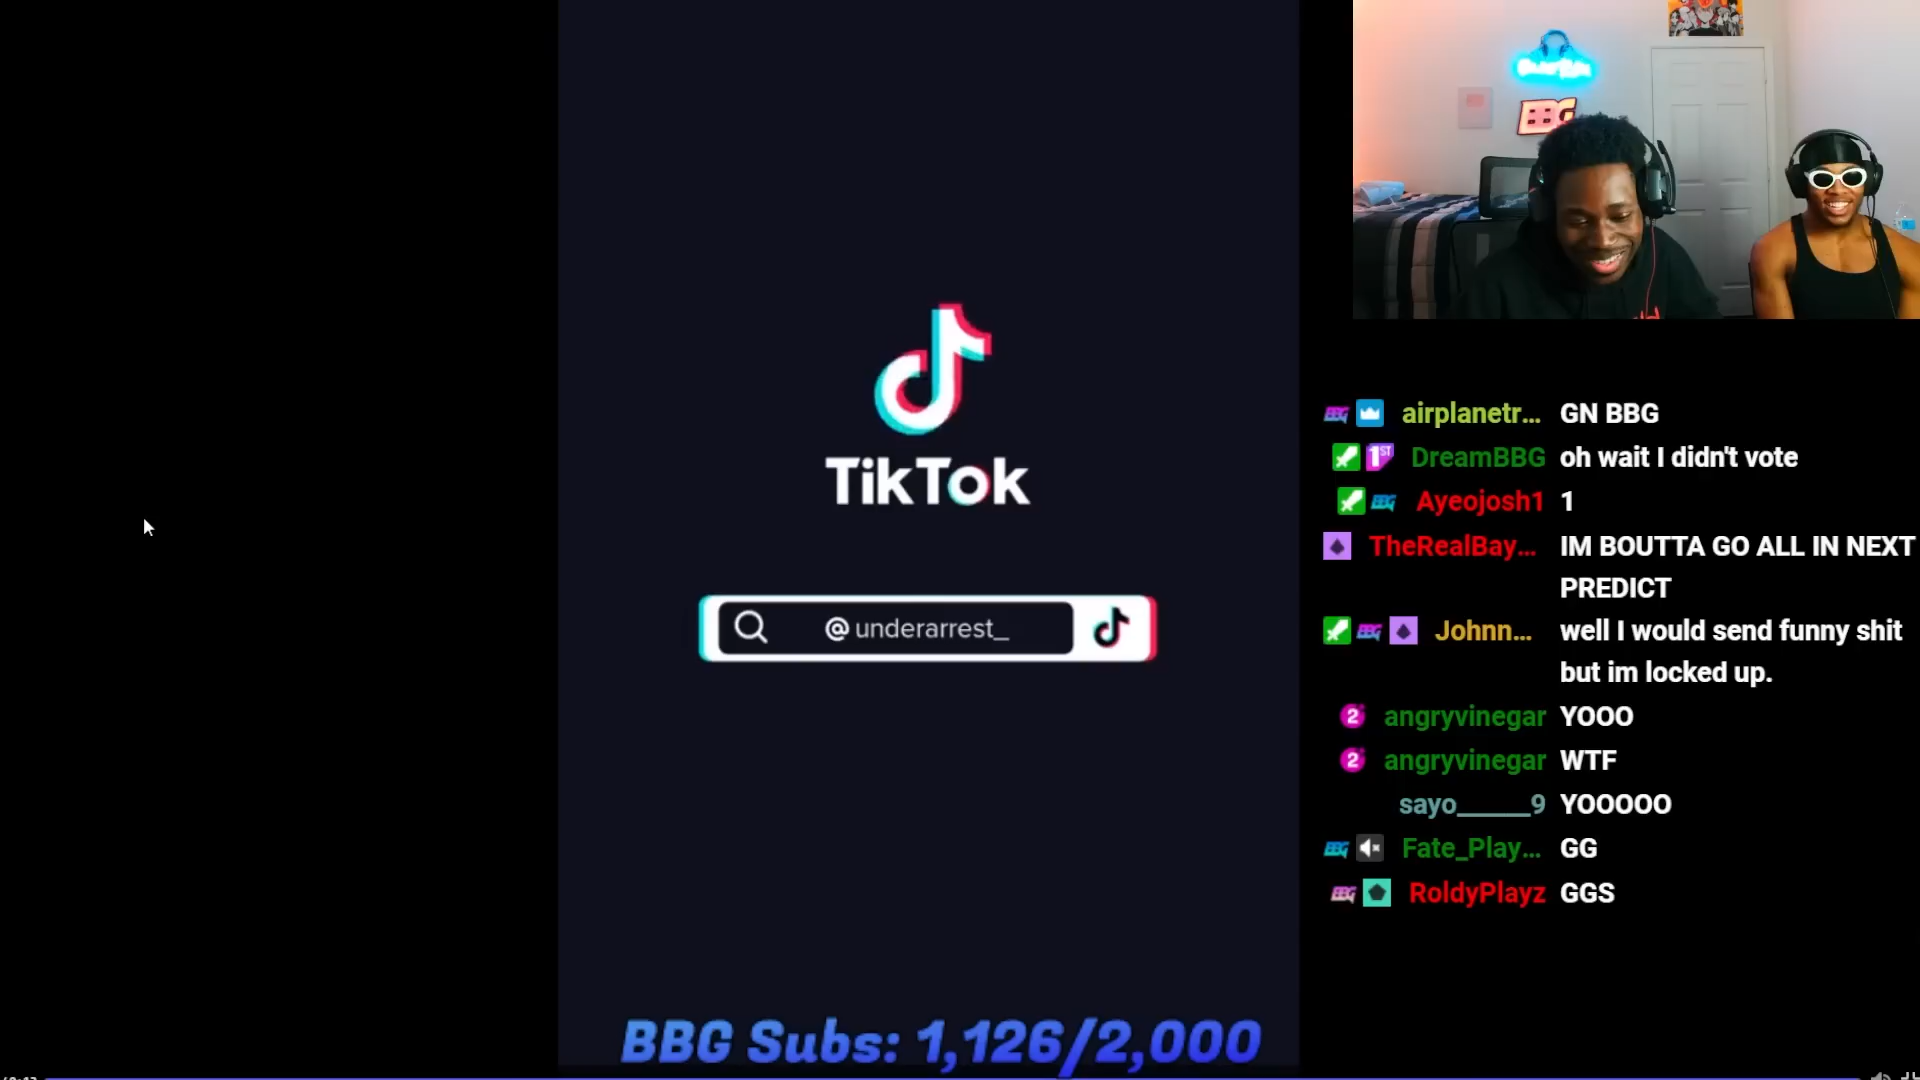 TikTok
@underarrest_
BBG Subs: 1,126/2,000
BBG
airplanetr... GN BBG
DreamBBG oh wait I didn't vote
Ayeojosh1 1
TheRealBay... IM BOUTTA GO ALL IN NEXT
PREDICT
Johnn... well I would send funny shit
but im locked up.
angryvinegar YOOO
angryvinegar WTF
sayo______9 YOOOOO
Fate_Play... GG
RoldyPlayz GGS